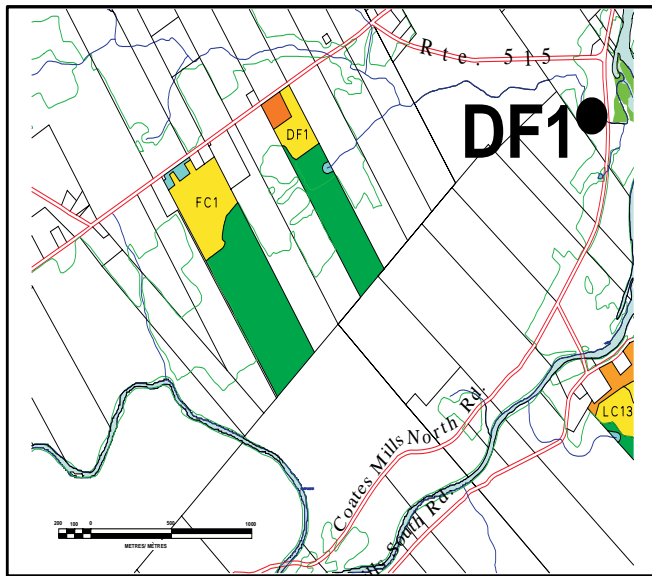 Rte. 515
DF1
DF1
FC1
LC13
Coates Mills North Rd.
South Rd.
200 100 0 500 1000
METRES/ MÈTRES